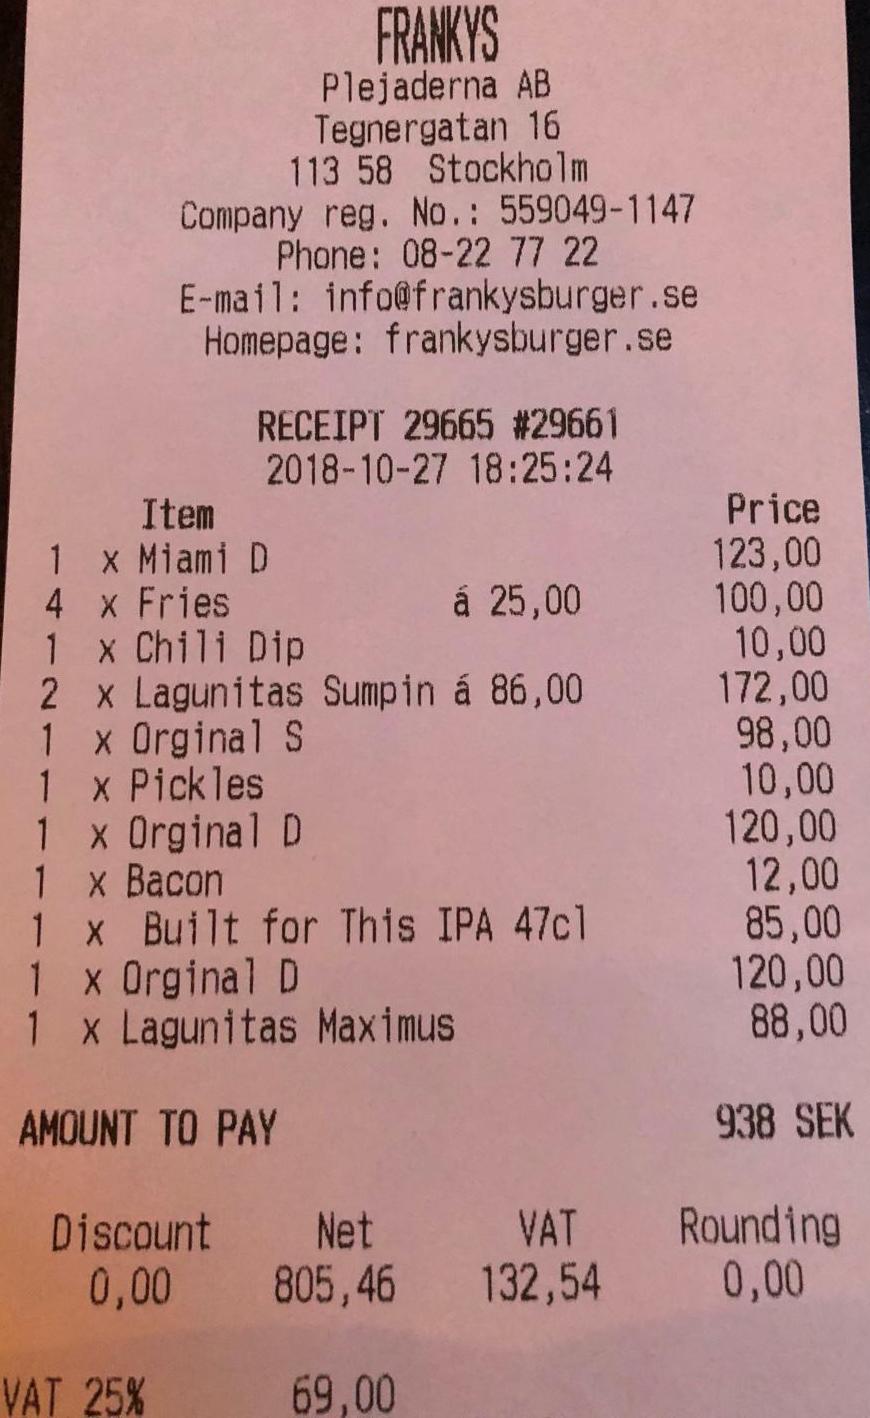 FRANKYS
Plejaderna AB
Tegnergatan 16
113 58 Stockholm
Company reg. No.: 559049-1147
Phone: 08-22 77 22
E-mail: info@frankysburger.se
Homepage: frankysburger.se
RECEIPT 29665 #29661
2018-10-27 18:25:24
Item Price
1 x Miami D 123,00
4 x Fries á 25,00 100,00
1 x Chili Dip 10,00
2 x Lagunitas Sumpin á 86,00 172,00
1 x Orginal S 98,00
1 x Pickles 10,00
1 x Orginal D 120,00
1 x Bacon 12,00
1 x Built for This IPA 47cl 85,00
1 x Orginal D 120,00
1 x Lagunitas Maximus 88,00
AMOUNT TO PAY 938 SEK
Discount Net VAT Rounding
0,00 805,46 132,54 0,00
VAT 25% 69,00